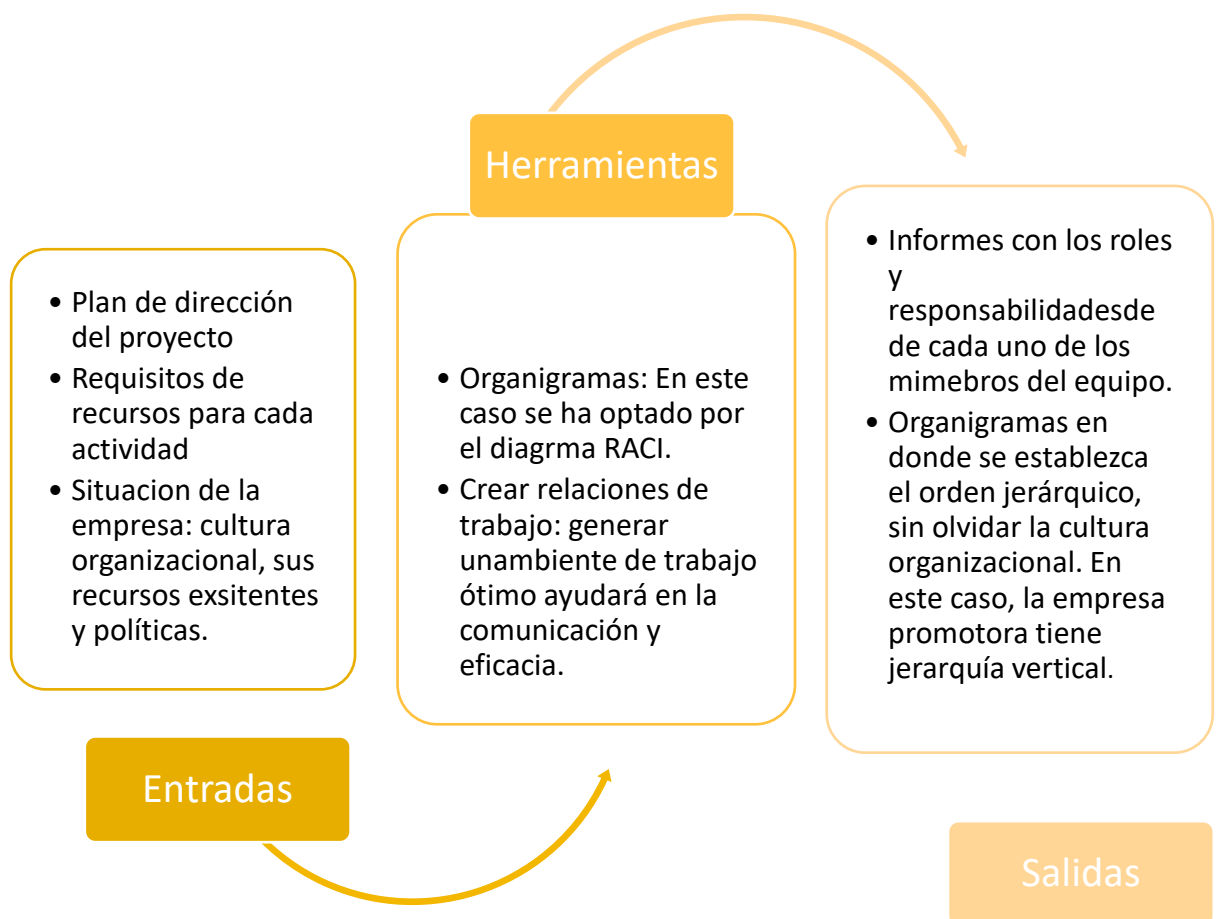 Entradas
• Plan de dirección
del proyecto
• Requisitos de
recursos para cada
actividad
• Situacion de la
empresa: cultura
organizacional, sus
recursos exsitentes
y políticas.
Herramientas
• Organigramas: En este
caso se ha optado por
el diagrma RACI.
• Crear relaciones de
trabajo: generar
unambiente de trabajo
ótimo ayudará en la
comunicación y
eficacia.
Salidas
• Informes con los roles
y
responsabilidadesde
de cada uno de los
mimebros del equipo.
• Organigramas en
donde se establezca
el orden jerárquico,
sin olvidar la cultura
organizacional. En
este caso, la empresa
promotora tiene
jerarquía vertical.